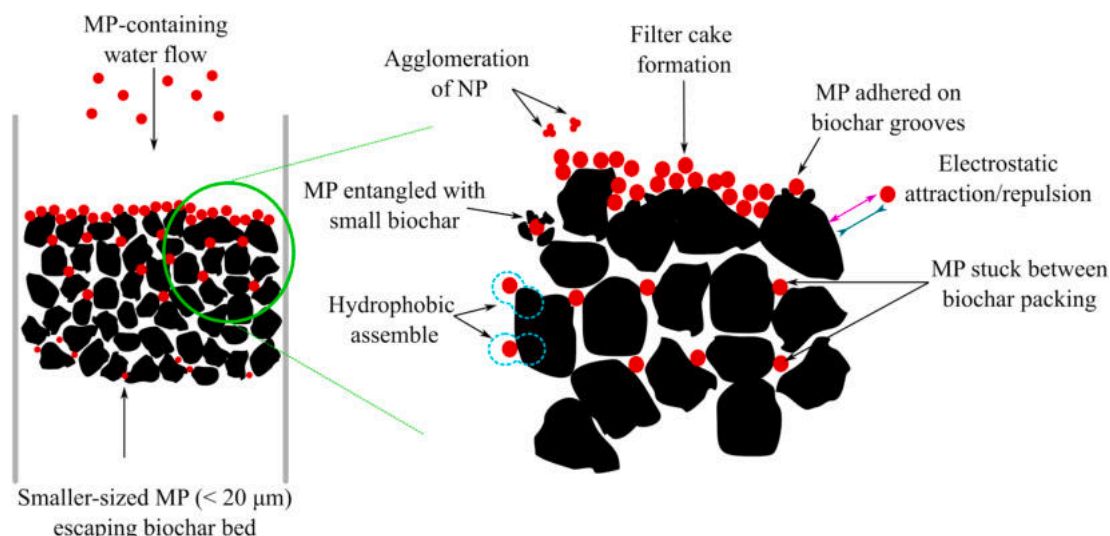 MP-containing
water flow
Smaller-sized MP (< 20 μm)
escaping biochar bed
Agglomeration
of NP
Filter cake
formation
MP adhered on
biochar grooves
Electrostatic
attraction/repulsion
MP entangled with
small biochar
Hydrophobic
assemble
MP stuck between
biochar packing